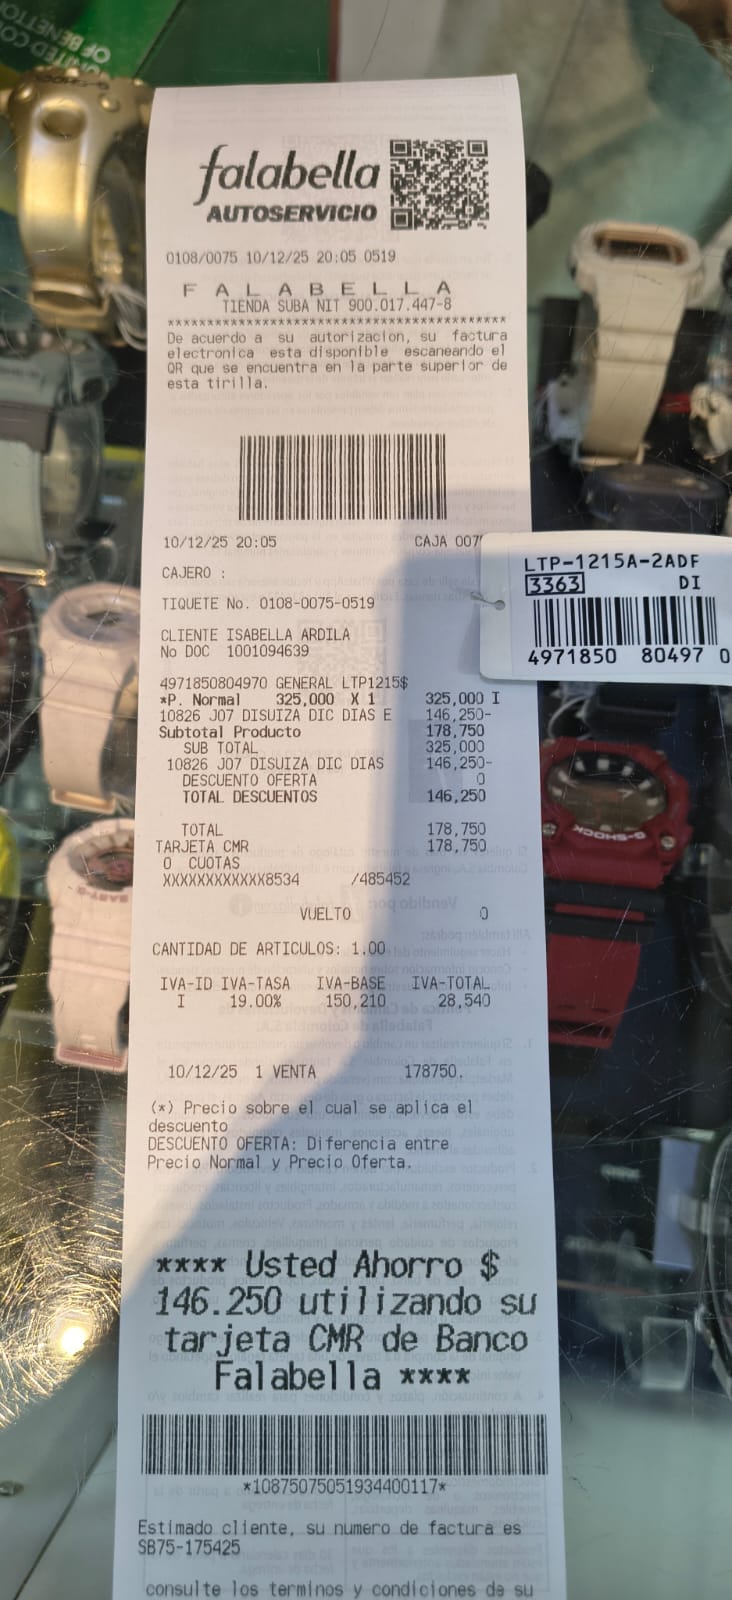 UNITED CO
OF BENETTO
G-SHOCK
falabella
AUTOSERVICIO
0108/0075 10/12/25 20:05 0519
F A L A B E L L A
TIENDA SUBA NIT 900.017.447-8
De acuerdo a su autorizacion, su factura
electronica esta disponible escaneando el
QR que se encuentra en la parte superior de
esta tirilla.
10/12/25 20:05 CAJA 007
CAJERO :
TIQUETE No. 0108-0075-0519
CLIENTE ISABELLA ARDILA
No DOC 1001094639
LTP-1215A-2ADF
3363 DI
4971850 80497 0
4971850804970 GENERAL LTP1215$
*P. Normal 325,000 X 1 325,000 I
10826 J07 DISUIZA DIC DIAS E 146,250-
Subtotal Producto 178,750
SUB TOTAL 325,000
10826 J07 DISUIZA DIC DIAS 146,250-
DESCUENTO OFERTA 0
TOTAL DESCUENTOS 146,250
TOTAL 178,750
TARJETA CMR 178,750
0 CUOTAS
XXXXXXXXXXXX8534 /485452
VUELTO 0
CANTIDAD DE ARTICULOS: 1.00
IVA-ID IVA-TASA IVA-BASE IVA-TOTAL
I 19.00% 150,210 28,540
10/12/25 1 VENTA 178750.
(*) Precio sobre el cual se aplica el
descuento
DESCUENTO OFERTA: Diferencia entre
Precio Normal y Precio Oferta.
**** Usted Ahorro $
146.250 utilizando su
tarjeta CMR de Banco
Falabella ****
*10875075051934400117*
Estimado cliente, su numero de factura es
SB75-175425
consulte los terminos y condiciones de su
G-SHOCK
BABY-G